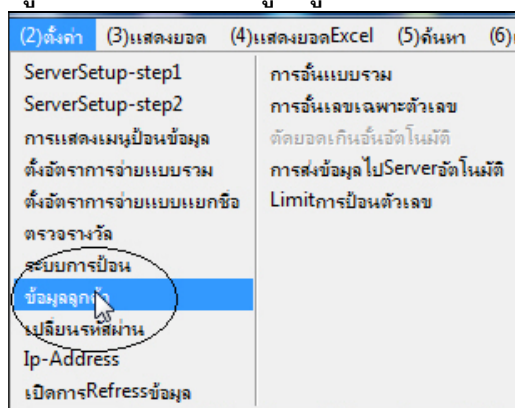 (2)ตั้งค่า (3)แสดงยอด (4)แสดงยอดExcel (5)ค้นหา (6)
ServerSetup-step1
ServerSetup-step2
การแสดงเมนูป้อนข้อมูล
ตั้งอัตราการจ่ายแบบรวม
ตั้งอัตราการจ่ายแบบแยกชื่อ
ตรวจรางวัล
ระบบการป้อน
ข้อมูลลูกค้า
เปลี่ยนรหัสผ่าน
Ip-Address
เปิดการRefressข้อมูล
การอั้นแบบรวม
การอั้นเลขเฉพาะตัวเลข
ตัดยอดเกินอั้นอัตโนมัติ
การส่งข้อมูลไปServerอัตโนมัติ
Limitการป้อนตัวเลข